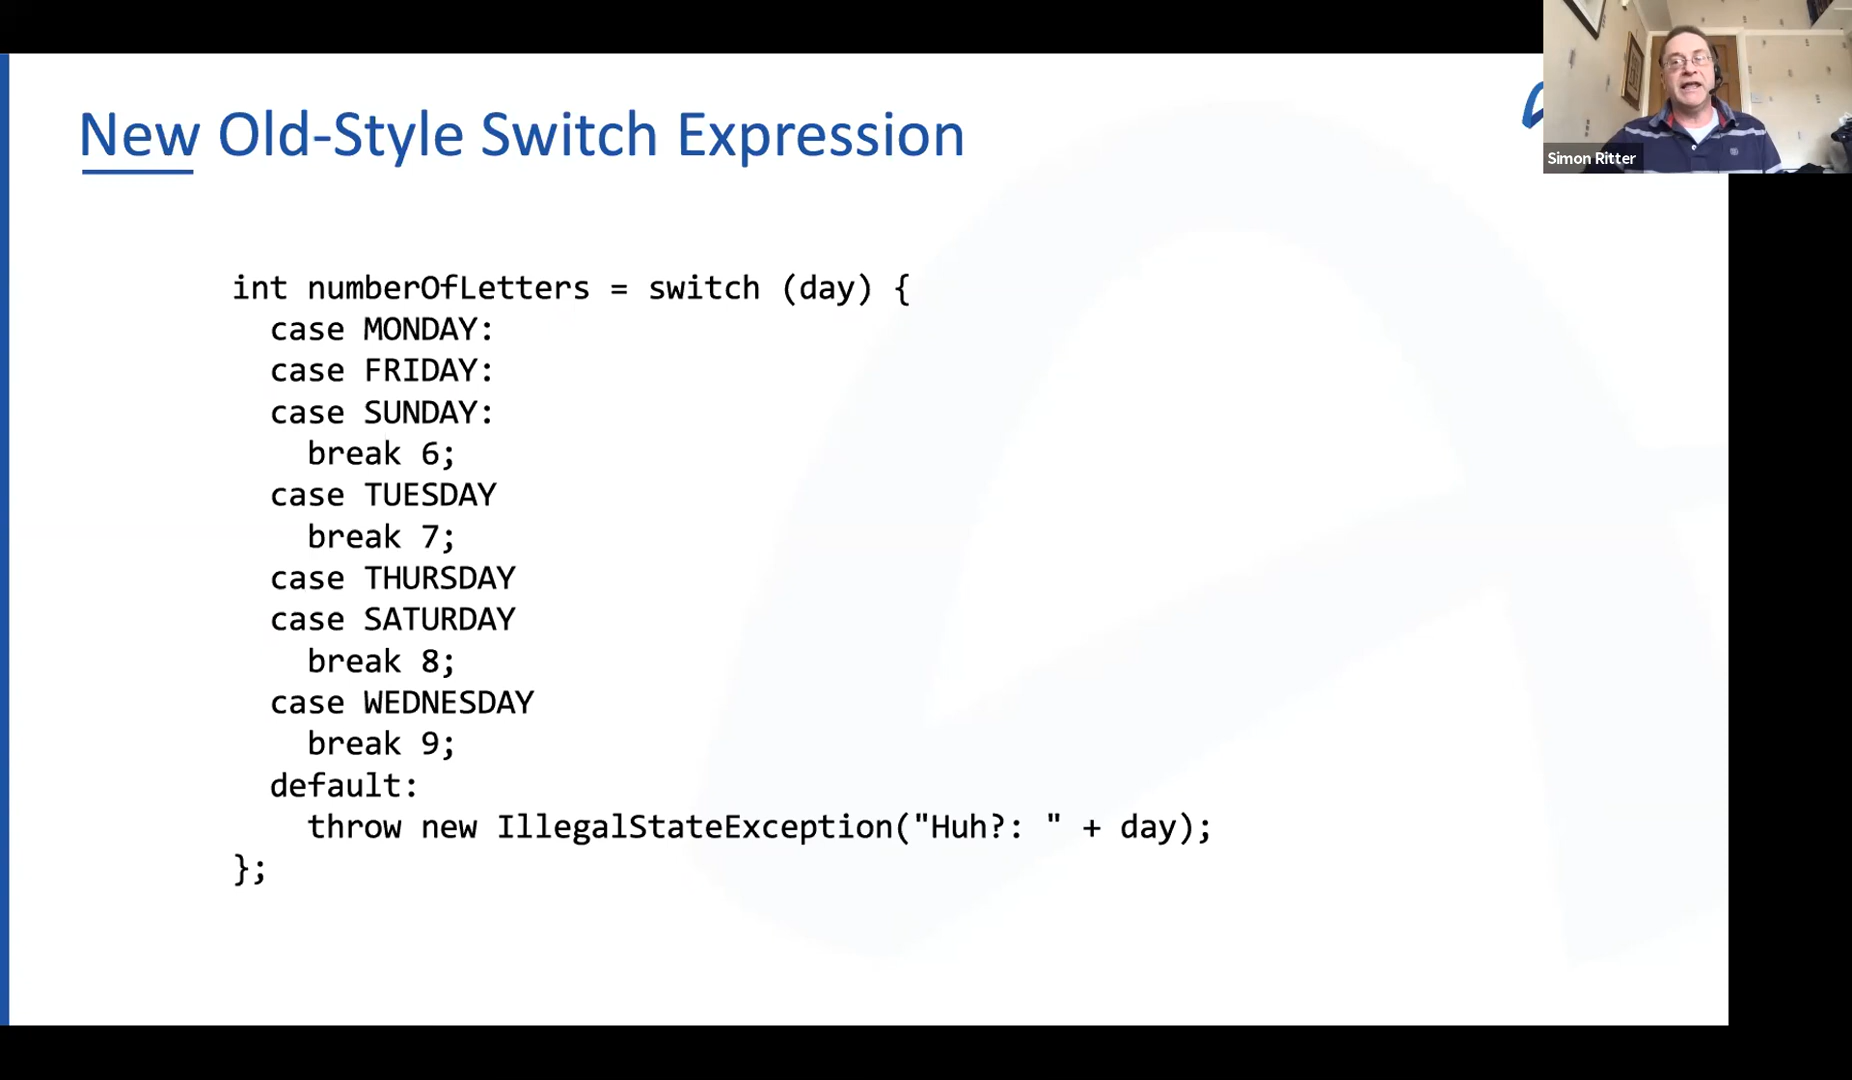 New Old-Style Switch Expression
Simon Ritter
int numberOfLetters = switch (day) {
case MONDAY:
case FRIDAY:
case SUNDAY:
break 6;
case TUESDAY
break 7;
case THURSDAY
case SATURDAY
break 8;
case WEDNESDAY
break 9;
default:
throw new IllegalStateException("Huh?: " + day);
};